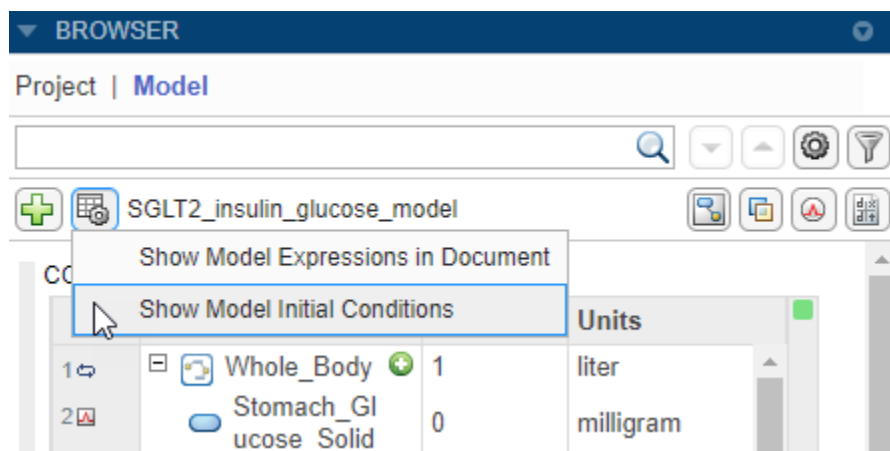 BROWSER
Project | Model
SGLT2_insulin_glucose_model
Show Model Expressions in Document
CO
Show Model Initial Conditions
Units
1 Whole_Body 1 liter
2 Stomach_Gl
ucose_Solid 0 milligram